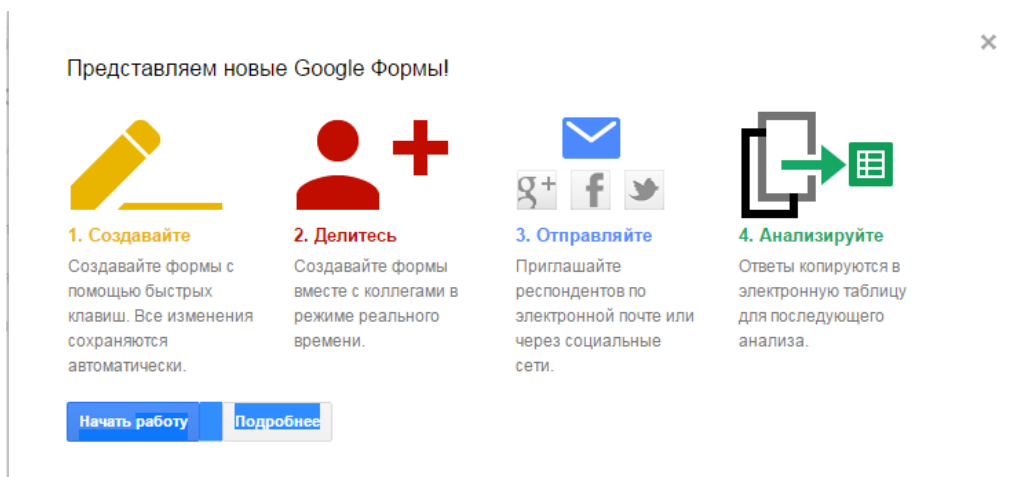 Представляем новые Google Формы!
1. Создавайте
Создавайте формы с
помощью быстрых
клавиш. Все изменения
сохраняются
автоматически.
2. Делитесь
Создавайте формы
вместе с коллегами в
режиме реального
времени.
g+ f
3. Отправляйте
Приглашайте
респондентов по
электронной почте или
через социальные
сети.
4. Анализируйте
Ответы копируются в
электронную таблицу
для последующего
анализа.
Начать работу
Подробнее